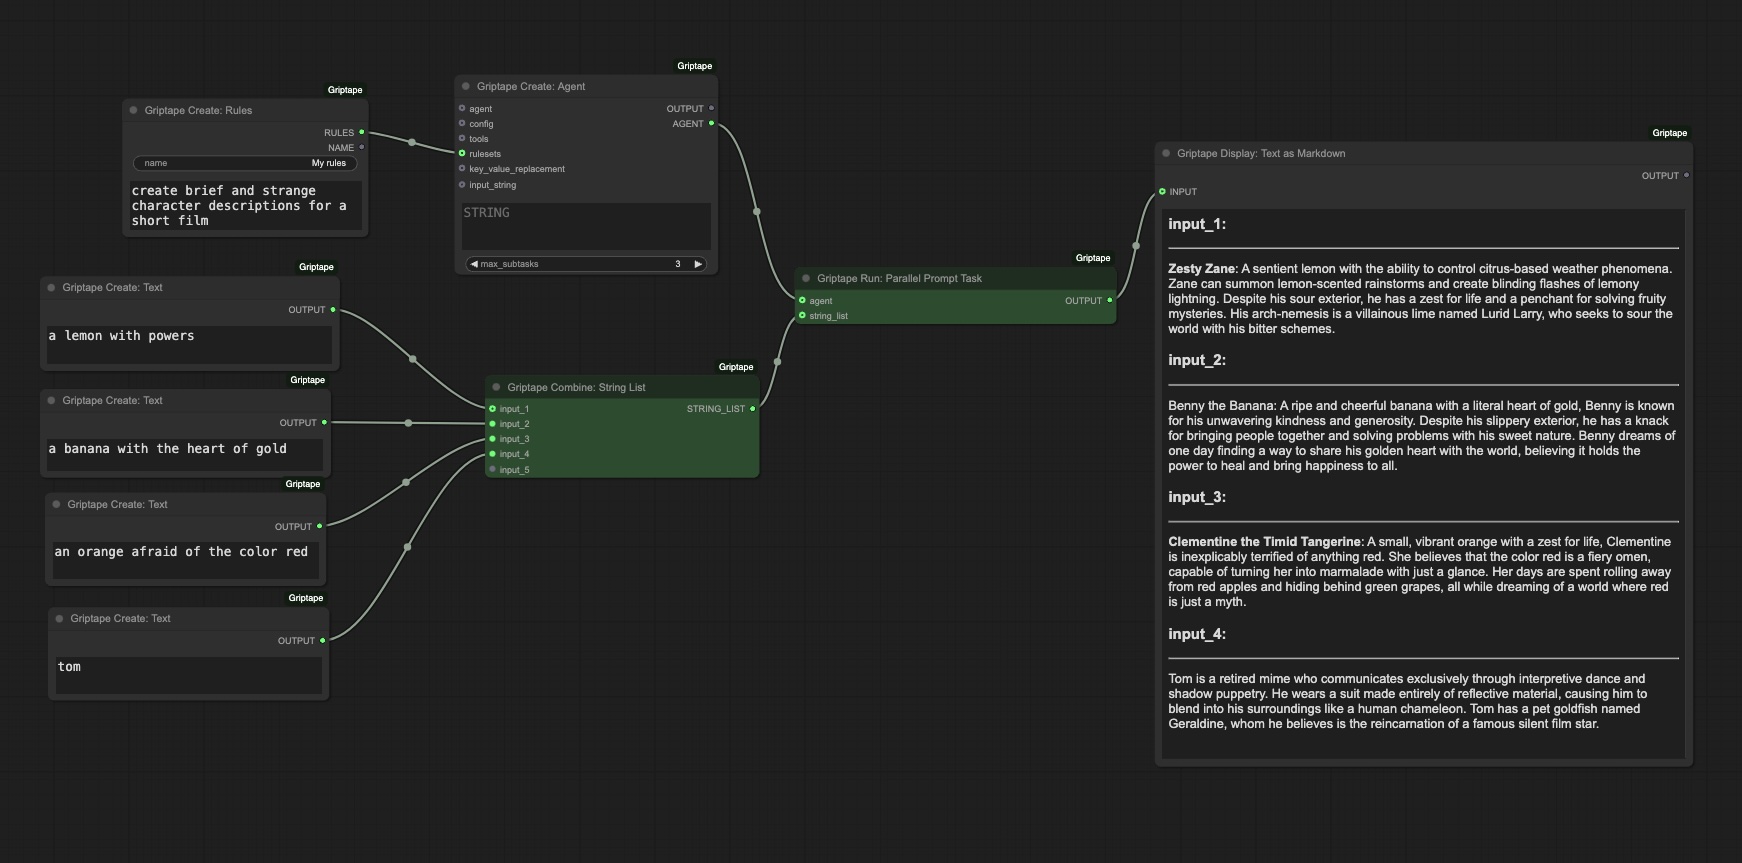 Griptape
Griptape Create: Rules
RULES
NAME
name My rules
create brief and strange
character descriptions for a
short film
Griptape
Griptape Create: Agent
agent OUTPUT
config AGENT
tools
rulesets
key_value_replacement
input_string
STRING
max_subtasks 3
Griptape
Griptape Create: Text
OUTPUT
a lemon with powers
Griptape
Griptape Create: Text
OUTPUT
a banana with the heart of gold
Griptape
Griptape Create: Text
OUTPUT
an orange afraid of the color red
Griptape
Griptape Create: Text
OUTPUT
tom
Griptape
Griptape Combine: String List
input_1 STRING_LIST
input_2
input_3
input_4
input_5
Griptape
Griptape Run: Parallel Prompt Task
agent OUTPUT
string_list
Griptape
Griptape Display: Text as Markdown
OUTPUT
INPUT
input_1:
Zesty Zane: A sentient lemon with the ability to control citrus-based weather phenomena.
Zane can summon lemon-scented rainstorms and create blinding flashes of lemony
lightning. Despite his sour exterior, he has a zest for life and a penchant for solving fruity
mysteries. His arch-nemesis is a villainous lime named Lurid Larry, who seeks to sour the
world with his bitter schemes.
input_2:
Benny the Banana: A ripe and cheerful banana with a literal heart of gold, Benny is known
for his unwavering kindness and generosity. Despite his slippery exterior, he has a knack
for bringing people together and solving problems with his sweet nature. Benny dreams of
one day finding a way to share his golden heart with the world, believing it holds the
power to heal and bring happiness to all.
input_3:
Clementine the Timid Tangerine: A small, vibrant orange with a zest for life, Clementine
is inexplicably terrified of anything red. She believes that the color red is a fiery omen,
capable of turning her into marmalade with just a glance. Her days are spent rolling away
from red apples and hiding behind green grapes, all while dreaming of a world where red
is just a myth.
input_4:
Tom is a retired mime who communicates exclusively through interpretive dance and
shadow puppetry. He wears a suit made entirely of reflective material, causing him to
blend into his surroundings like a human chameleon. Tom has a pet goldfish named
Geraldine, whom he believes is the reincarnation of a famous silent film star.